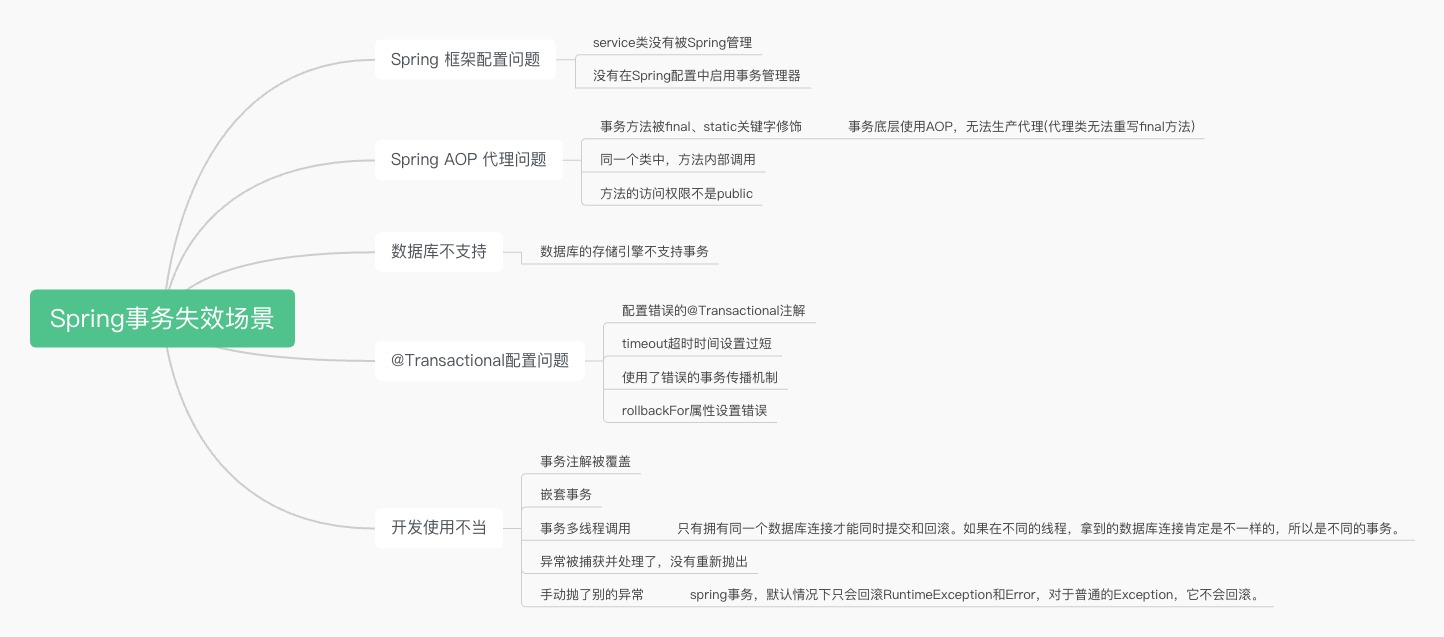 Spring事务失效场景
Spring 框架配置问题
service类没有被Spring管理
没有在Spring配置中启用事务管理器
Spring AOP 代理问题
事务方法被final、static关键字修饰
事务底层使用AOP，无法生产代理(代理类无法重写final方法)
同一个类中，方法内部调用
方法的访问权限不是public
数据库不支持
数据库的存储引擎不支持事务
@Transactional配置问题
配置错误的@Transactional注解
timeout超时时间设置过短
使用了错误的事务传播机制
rollbackFor属性设置错误
开发使用不当
事务注解被覆盖
嵌套事务
事务多线程调用
只有拥有同一个数据库连接才能同时提交和回滚。如果在不同的线程，拿到的数据库连接肯定是不一样的，所以是不同的事务。
异常被捕获并处理了，没有重新抛出
手动抛了别的异常
spring事务，默认情况下只会回滚RuntimeException和Error，对于普通的Exception，它不会回滚。